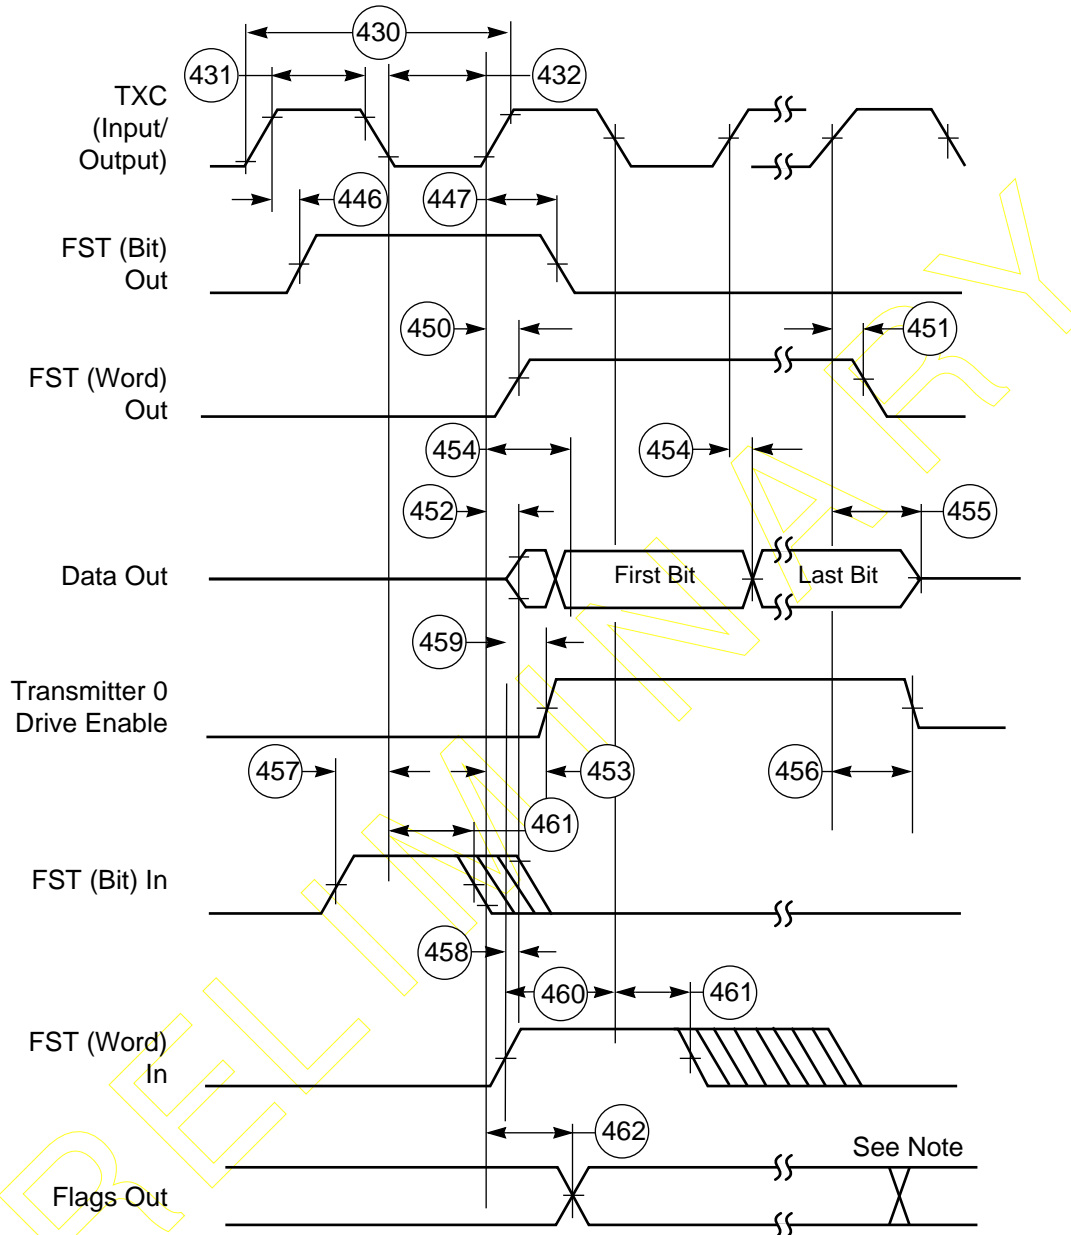 430
431
432
TXC
(Input/
Output)
446
447
FST (Bit)
Out
450
451
FST (Word)
Out
454
454
452
455
Data Out
First Bit
Last Bit
459
Transmitter 0
Drive Enable
457
453
456
461
FST (Bit) In
458
460
461
FST (Word)
In
462
See Note
Flags Out
PRELIMINARY